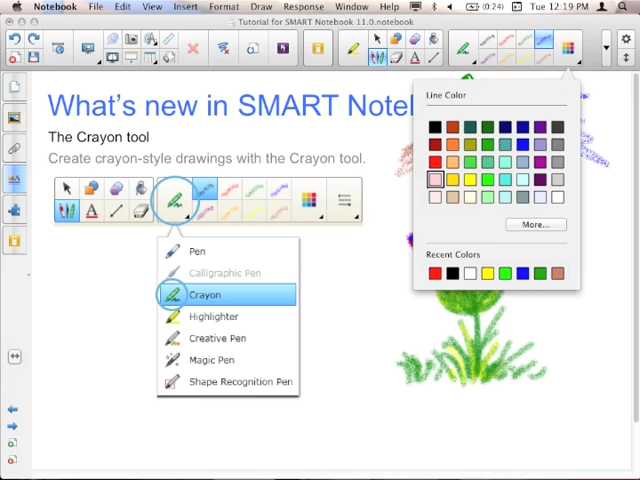 Notebook File Edit View Insert Format Draw Response Window Help (0:24) Tue 12:19 PM
Tutorial for SMART Notebook 11.0.notebook
What's new in SMART Noteb
The Crayon tool
Create crayon-style drawings with the Crayon tool.
A
Pen
Calligraphic Pen
Crayon
Highlighter
Creative Pen
Magic Pen
Shape Recognition Pen
Line Color
More...
Recent Colors